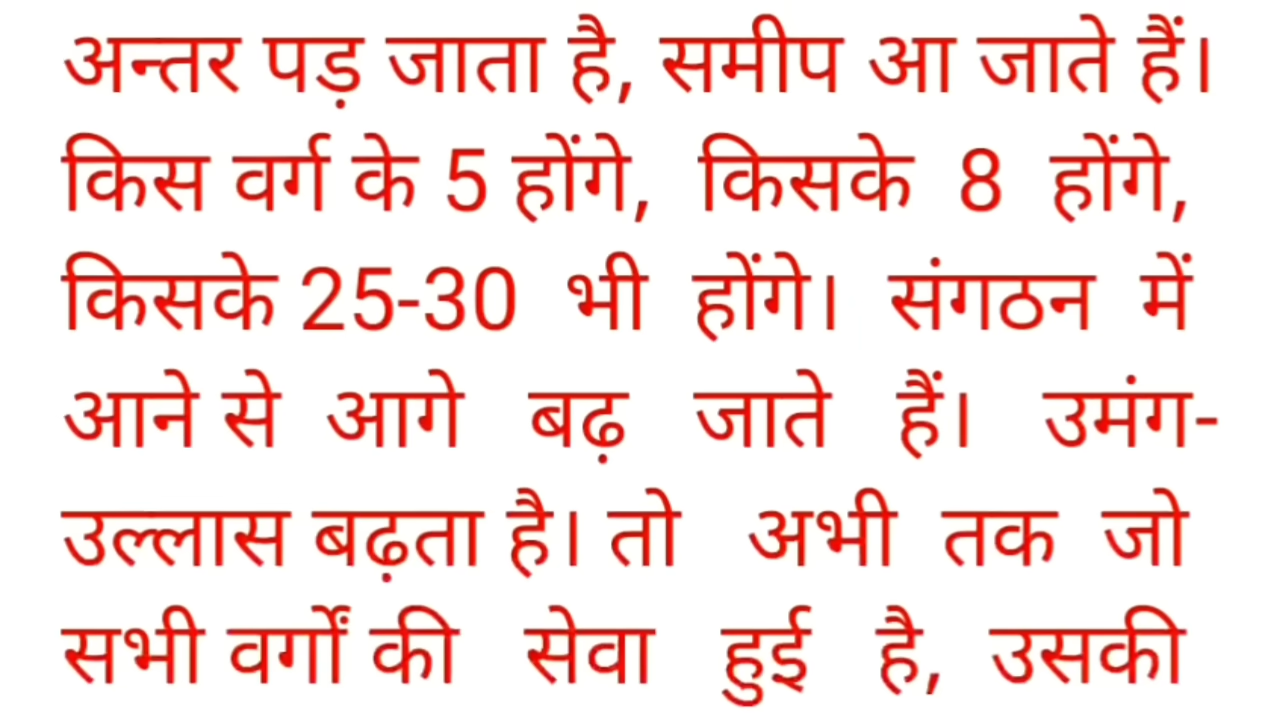 अन्तर पड़ जाता है, समीप आ जाते हैं।
किस वर्ग के 5 होंगे, किसके 8 होंगे,
किसके 25-30 भी होंगे। संगठन में
आने से आगे बढ़ जाते हैं। उमंग-
उल्लास बढ़ता है। तो अभी तक जो
सभी वर्गों की सेवा हुई है, उसकी